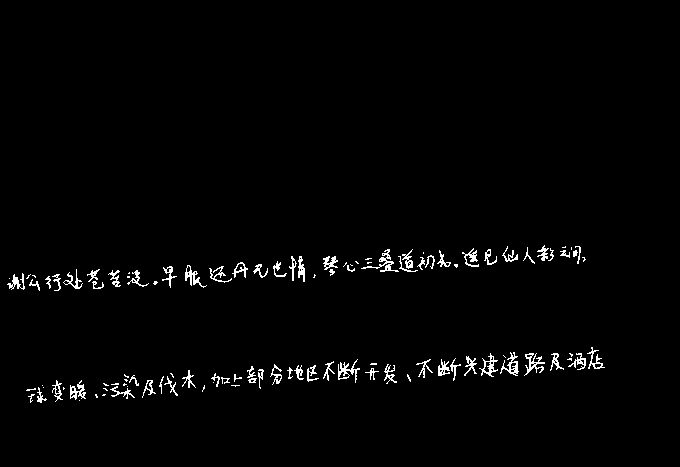 谢公行处苍苔没。早服还丹无世情，琴心三叠道初成。遥见仙人彩云间，
球变暖、污染及伐木，加上部分地区不断开发、不断兴建道路及酒店